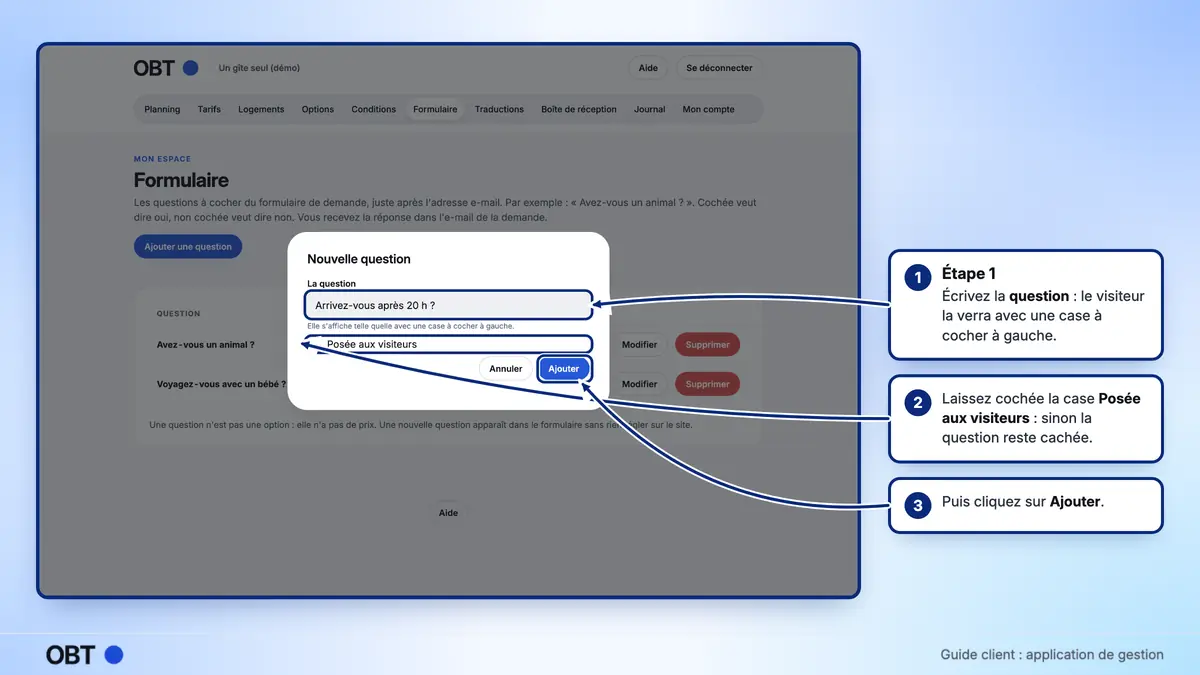 OBT
Un gîte seul (démo)
Aide
Se déconnecter
Planning
Tarifs
Logements
Options
Conditions
Formulaire
Traductions
Boîte de réception
Journal
Mon compte
MON ESPACE
Formulaire
Les questions à cocher du formulaire de demande, juste après l'adresse e-mail. Par exemple : « Avez-vous un animal ? ». Cochée veut
dire oui, non cochée veut dire non. Vous recevez la réponse dans l'e-mail de la demande.
Ajouter une question
Nouvelle question
La question
Arrivez-vous après 20 h ?
Elle s'affiche telle quelle avec une case à cocher à gauche.
Posée aux visiteurs
Annuler
Ajouter
QUESTION
Avez-vous un animal ?
Modifier
Supprimer
Voyagez-vous avec un bébé ?
Modifier
Supprimer
Une question n'est pas une option : elle n'a pas de prix. Une nouvelle question apparaît dans le formulaire sans sur le site.
Aide
1
Étape 1
Écrivez la question : le visiteur
la verra avec une case à
cocher à gauche.
2
Laissez cochée la case Posée
aux visiteurs : sinon la
question reste cachée.
3
Puis cliquez sur Ajouter.
OBT
Guide client : application de gestion